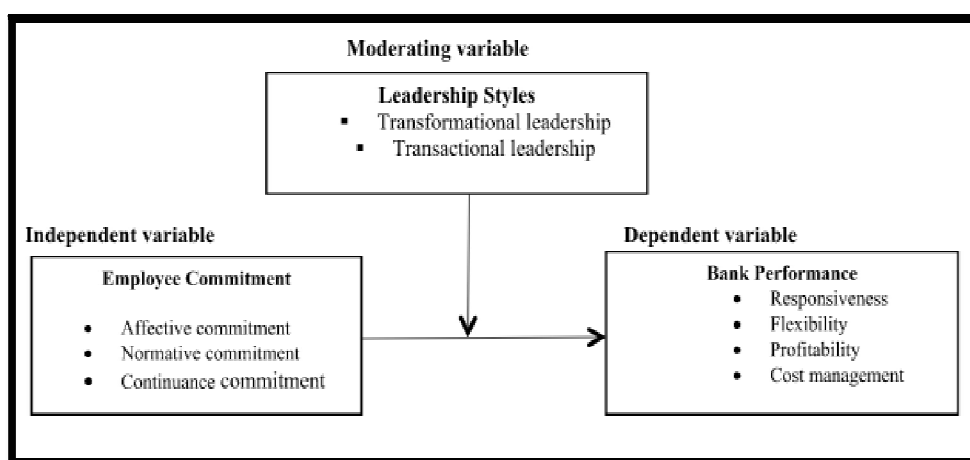 Moderating variable
Leadership Styles
▪ Transformational leadership
▪ Transactional leadership
Independent variable
Employee Commitment
• Affective commitment
• Normative commitment
• Continuance commitment
Dependent variable
Bank Performance
• Responsiveness
• Flexibility
• Profitability
• Cost management